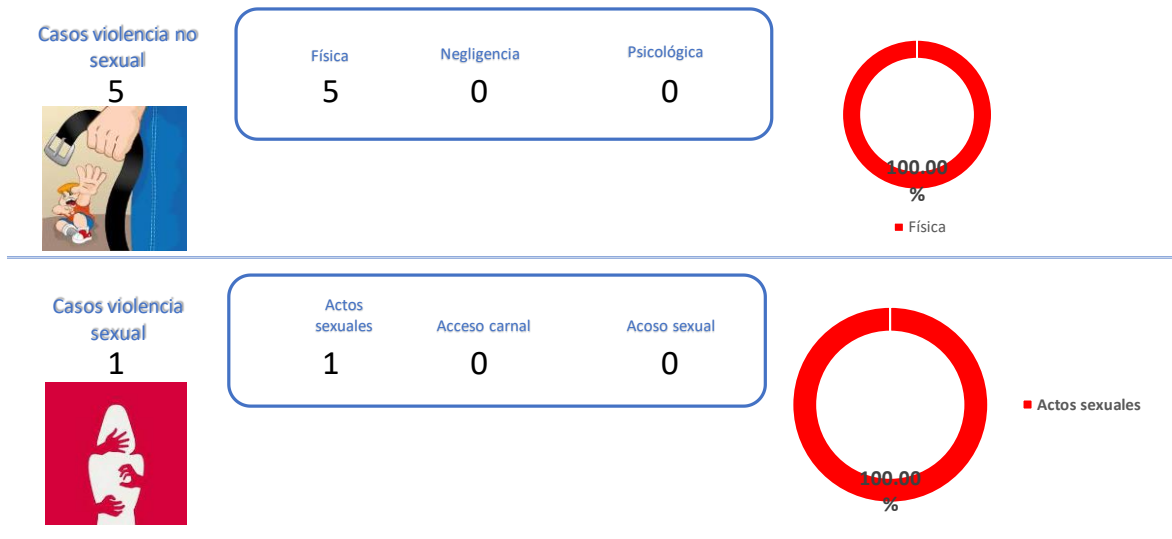 Casos violencia no
sexual
5
Física
5
Negligencia
0
Psicológica
0
100.00
%
Física
Casos violencia
sexual
1
Actos
sexuales
1
Acceso carnal
0
Acoso sexual
0
100.00
%
Actos sexuales